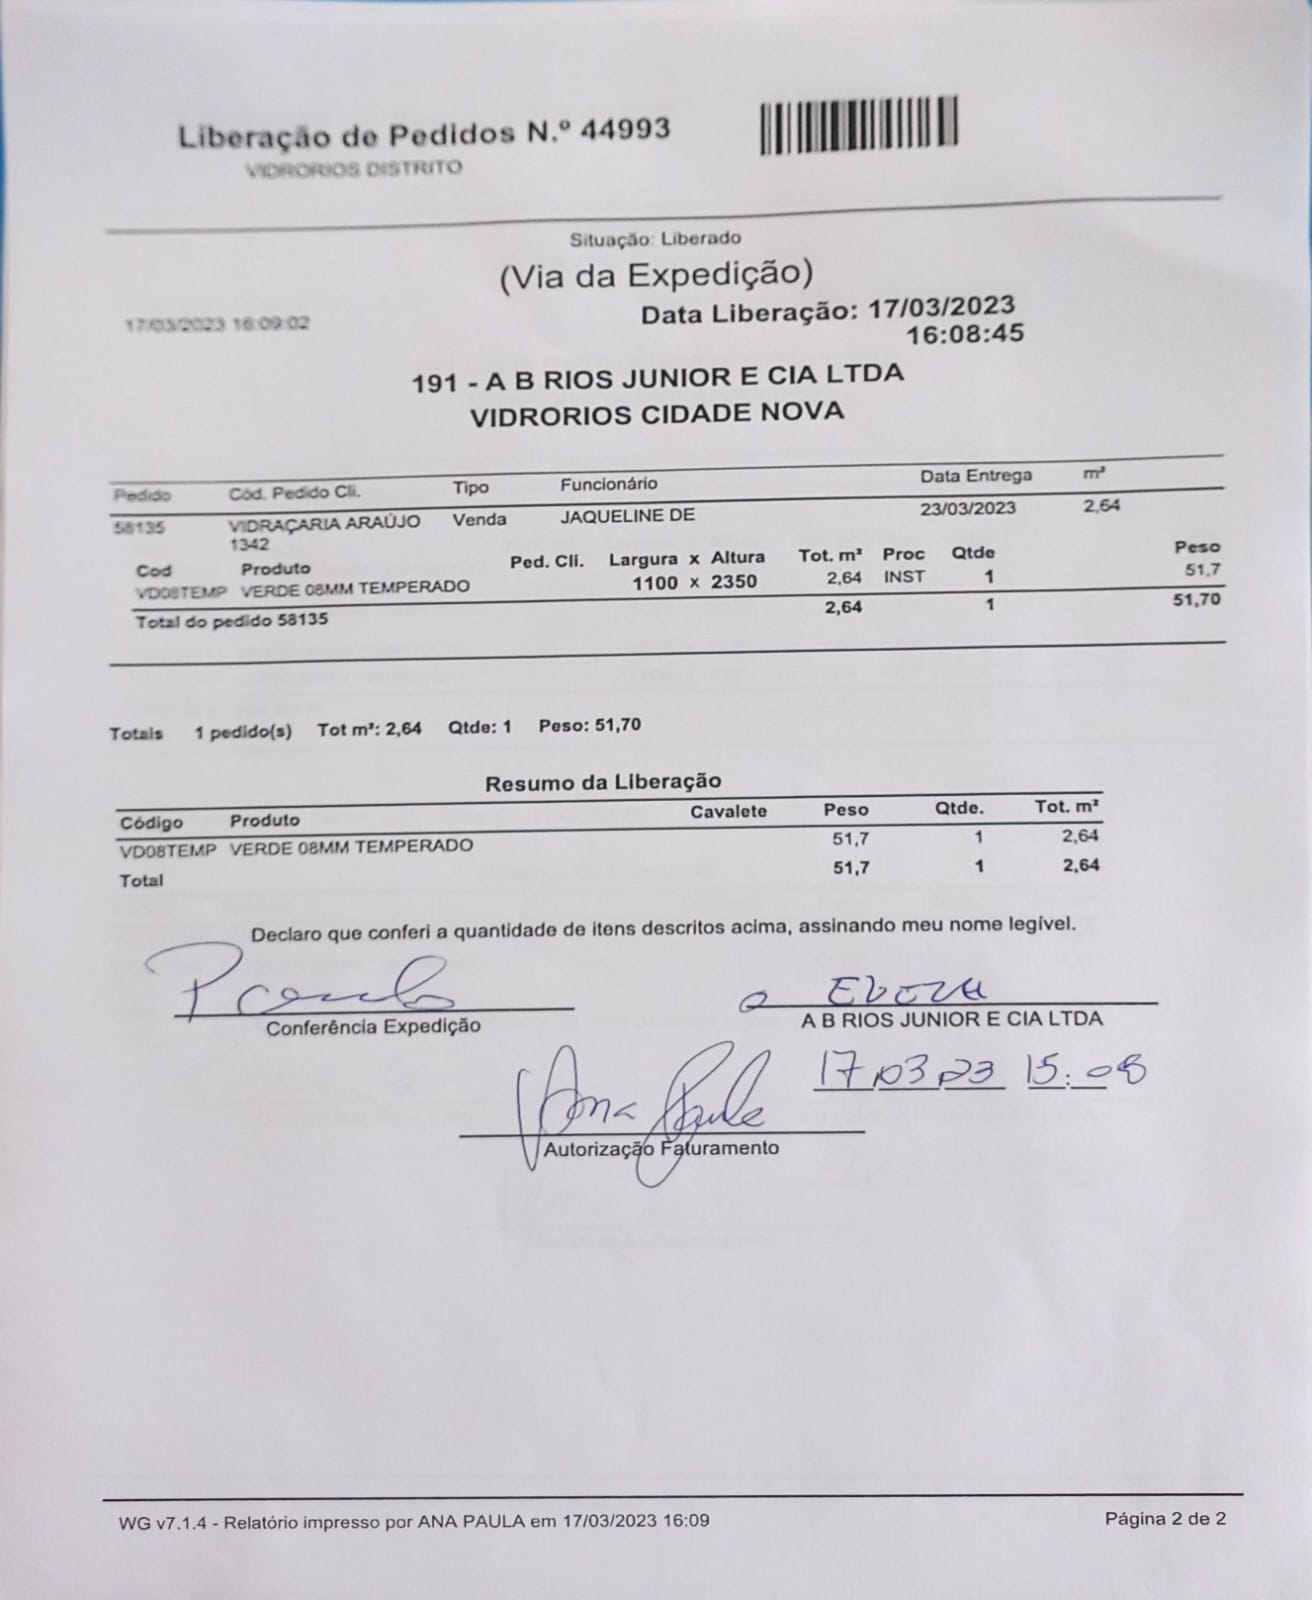 Liberação de Pedidos N.º 44993
VIDRORIOS DISTRITO
Situação: Liberado
(Via da Expedição)
17/03/2023 16:09:02
Data Liberação: 17/03/2023
16:08:45
191 - A B RIOS JUNIOR E CIA LTDA
VIDRORIOS CIDADE NOVA
Pedido Cód. Pedido Cli. Tipo Funcionário Data Entrega m²
58135 VIDRAÇARIA ARAÚJO Venda JAQUELINE DE 23/03/2023 2,64
1342
Cod Produto Ped. Cli. Largura x Altura Tot. m² Proc Qtde Peso
VD08TEMP VERDE 08MM TEMPERADO 1100 x 2350 2,64 INST 1 51,7
Total do pedido 58135 2,64 1 51,70
Totais 1 pedido(s) Tot m²: 2,64 Qtde: 1 Peso: 51,70
Resumo da Liberação
Código Produto Cavalete Peso Qtde. Tot. m²
VD08TEMP VERDE 08MM TEMPERADO 51,7 1 2,64
Total 51,7 1 2,64
Declaro que conferi a quantidade de itens descritos acima, assinando meu nome legível.
Conferência Expedição
A B RIOS JUNIOR E CIA LTDA
17 03 23 15:08
Ana Paula
Autorização Faturamento
WG v7.1.4 - Relatório impresso por ANA PAULA em 17/03/2023 16:09
Página 2 de 2